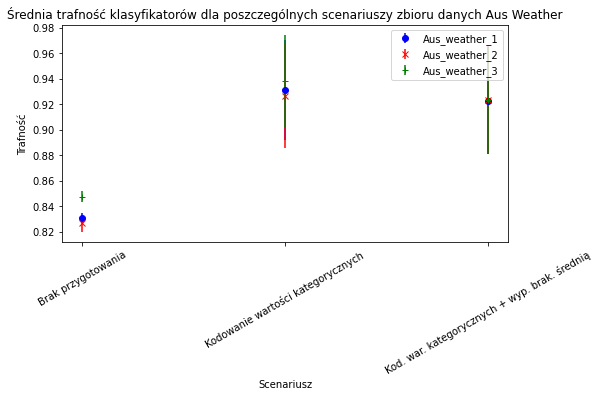 Średnia trafność klasyfikatorów dla poszczególnych scenariuszy zbioru danych Aus Weather
0.98
0.96
0.94
0.92
0.90
0.88
0.86
0.84
0.82
Trafność
Aus_weather_1
Aus_weather_2
Aus_weather_3
Brak przygotowania
Kodowanie wartości kategorycznych
Kod. war. kategorycznych + wyp. brak. średnią
Scenariusz